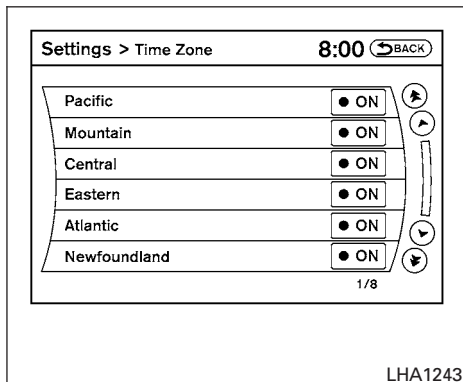 Settings > Time Zone 8:00 BACK
Pacific ● ON
Mountain ● ON
Central ● ON
Eastern ● ON
Atlantic ● ON
Newfoundland ● ON
1/8
LHA1243